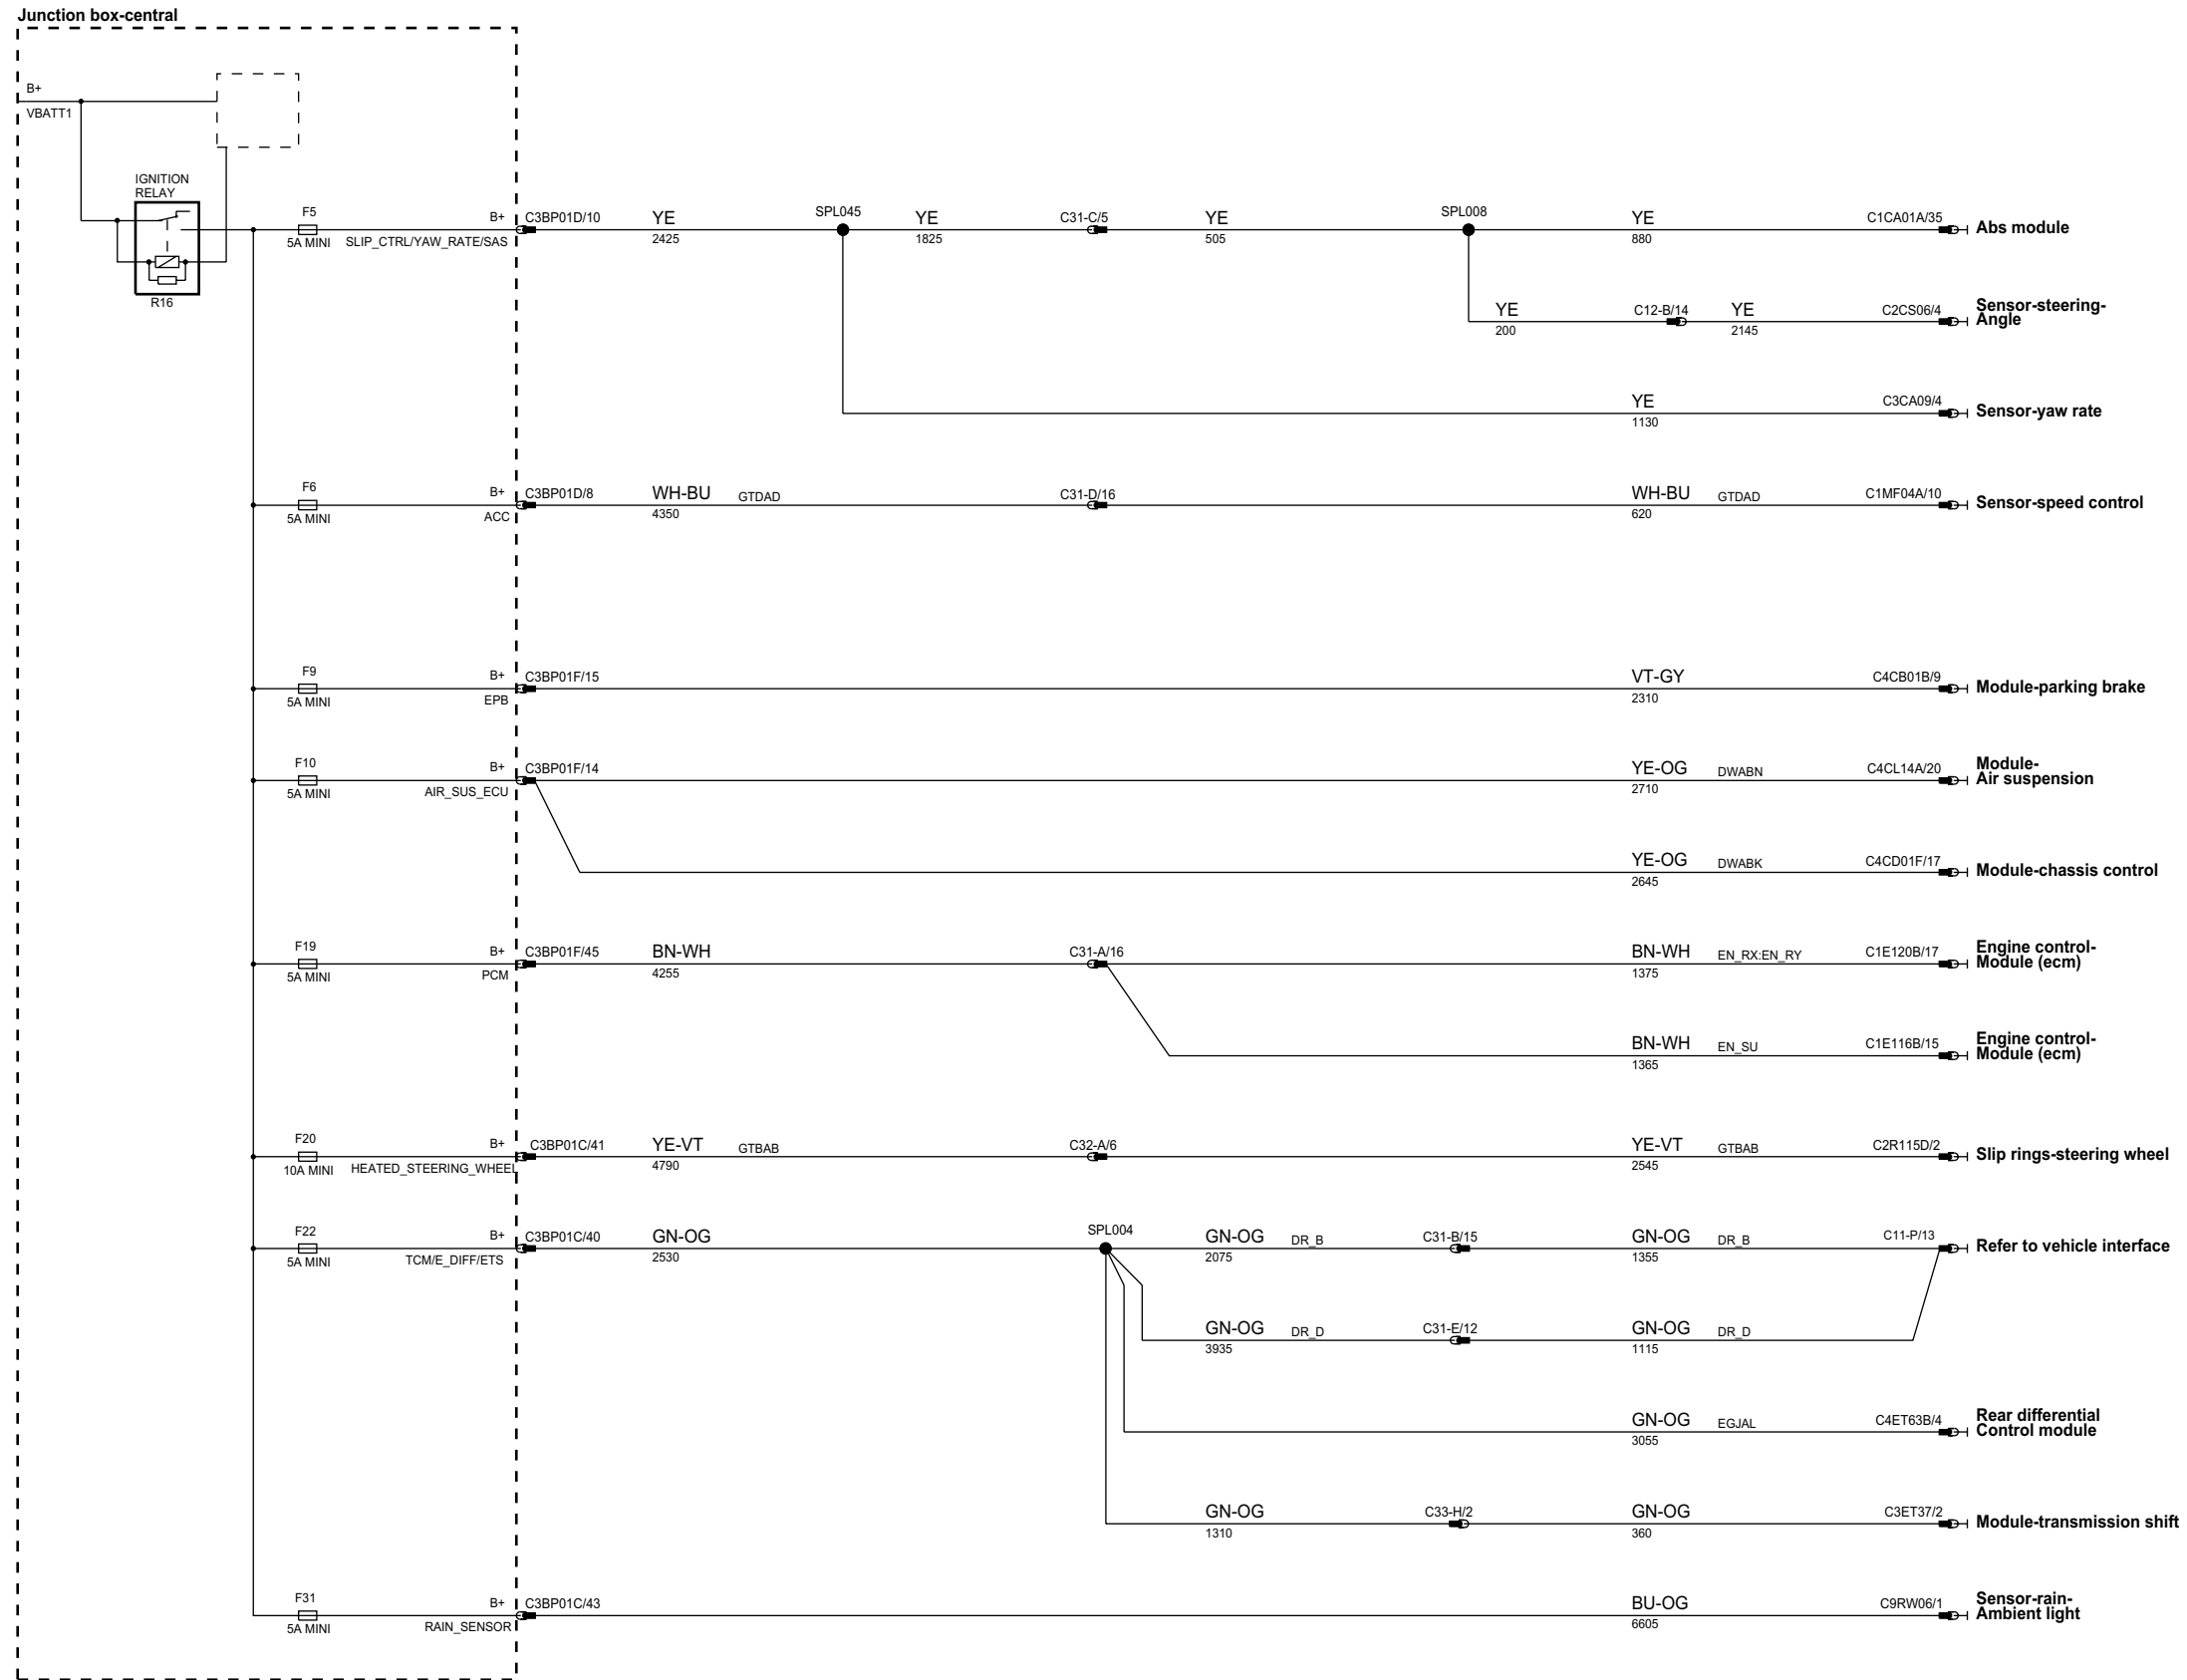 Junction box-central
B+
VBATT1
IGNITION
RELAY
R16
F5
5A MINI
B+
SLIP_CTRL/YAW_RATE/SAS
C3BP01D/10
YE
2425
SPL045
YE
1825
C31-C/5
YE
505
SPL008
YE
880
C1CA01A/35
Abs module
YE
200
C12-B/14
YE
2145
C2CS06/4
Sensor-steering-
Angle
YE
1130
C3CA09/4
Sensor-yaw rate
F6
5A MINI
B+
ACC
C3BP01D/8
WH-BU
GTDAD
4350
C31-D/16
WH-BU
GTDAD
620
C1MF04A/10
Sensor-speed control
F9
5A MINI
B+
EPB
C3BP01F/15
VT-GY
2310
C4CB01B/9
Module-parking brake
F10
5A MINI
B+
AIR_SUS_ECU
C3BP01F/14
YE-OG
DWABN
2710
C4CL14A/20
Module-
Air suspension
YE-OG
DWABK
2645
C4CD01F/17
Module-chassis control
F19
5A MINI
B+
PCM
C3BP01F/45
BN-WH
4255
C31-A/16
BN-WH
EN_RX:EN_RY
1375
C1E120B/17
Engine control-
Module (ecm)
BN-WH
EN_SU
1365
C1E116B/15
Engine control-
Module (ecm)
F20
10A MINI
B+
HEATED_STEERING_WHEEL
C3BP01C/41
YE-VT
GTBAB
4790
C32-A/6
YE-VT
GTBAB
2545
C2R115D/2
Slip rings-steering wheel
F22
5A MINI
B+
TCM/E_DIFF/ETS
C3BP01C/40
GN-OG
2530
SPL004
GN-OG
DR_B
2075
C31-B/15
GN-OG
DR_B
1355
C11-P/13
Refer to vehicle interface
GN-OG
DR_D
3935
C31-E/12
GN-OG
DR_D
1115
GN-OG
EGJAL
3055
C4ET63B/4
Rear differential
Control module
GN-OG
1310
C33-H/2
GN-OG
360
C3ET37/2
Module-transmission shift
F31
5A MINI
B+
RAIN_SENSOR
C3BP01C/43
BU-OG
6605
C9RW06/1
Sensor-rain-
Ambient light